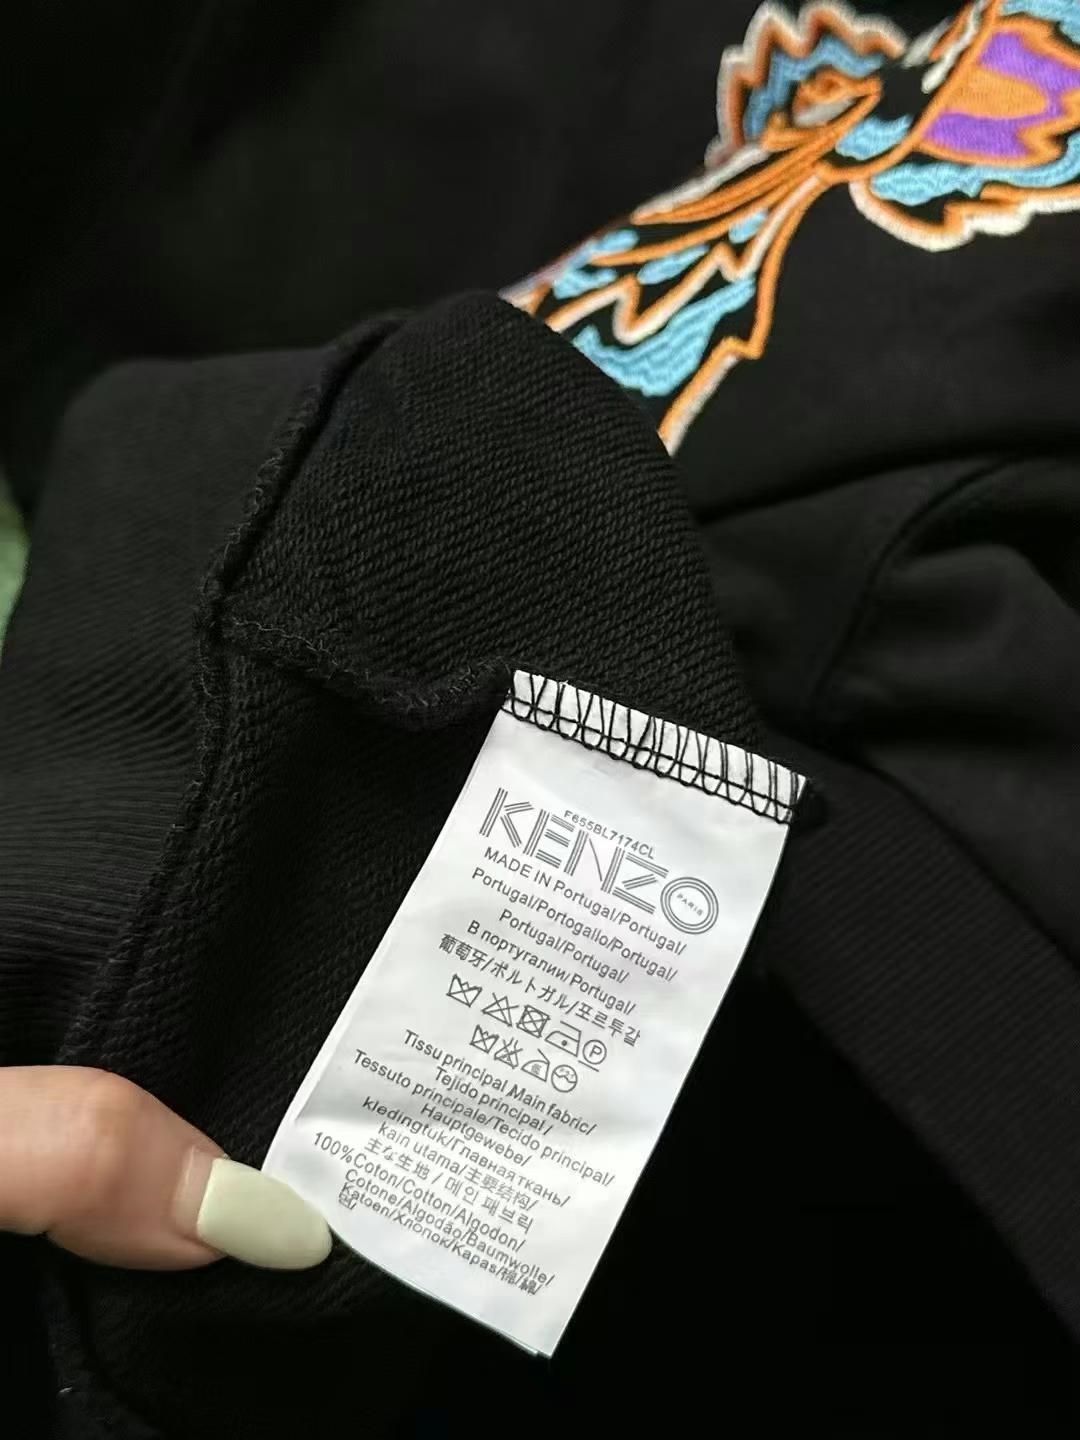 F655BL7174CL
KENZO
PARIS
MADE IN Portugal/Portugal/
Portugal/Portogallo/Portugal/
Portugal/Portugal/
В португалии/Portugal/
葡萄牙/ポルトガル/포르투갈
P
Tissu principal/Main fabric/
Tejido principal/
Tessuto principale/Tecido principal/
Hauptgewebe/
kledingtuk/Главнаяткань/
kain utama/主要结构/
主な生地/메인 패브릭
100%Coton/Cotton/Algodon/
Cotone/Algodão/Baumwolle/
Katoen/Хлопок/Kapas/棉/綿/
면/